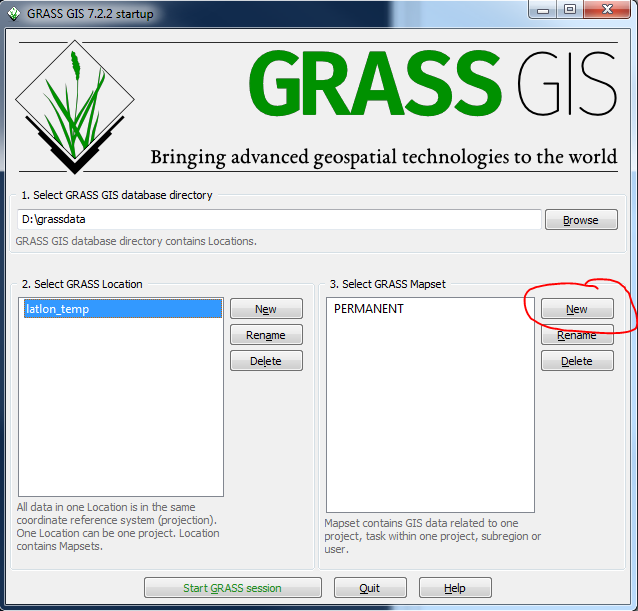 GRASS GIS 7.2.2 startup
GRASS GIS
Bringing advanced geospatial technologies to the world
1. Select GRASS GIS database directory
D:\grassdata
Browse
GRASS GIS database directory contains Locations.
2. Select GRASS Location
latlon_temp
New
Rename
Delete
All data in one Location is in the same
coordinate reference system (projection).
One Location can be one project. Location
contains Mapsets.
3. Select GRASS Mapset
PERMANENT
New
Rename
Delete
Mapset contains GIS data related to one
project, task within one project, subregion or
user.
Start GRASS session
Quit
Help